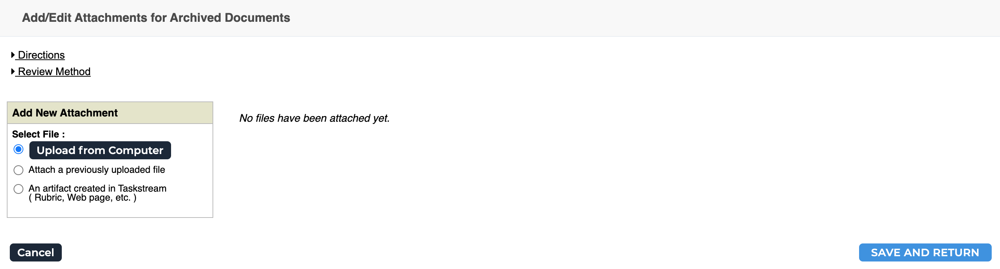 Add/Edit Attachments for Archived Documents
Directions
Review Method
Add New Attachment
No files have been attached yet.
Select File :
Upload from Computer
Attach a previously uploaded file
An artifact created in Taskstream
( Rubric, Web page, etc. )
Cancel
SAVE AND RETURN